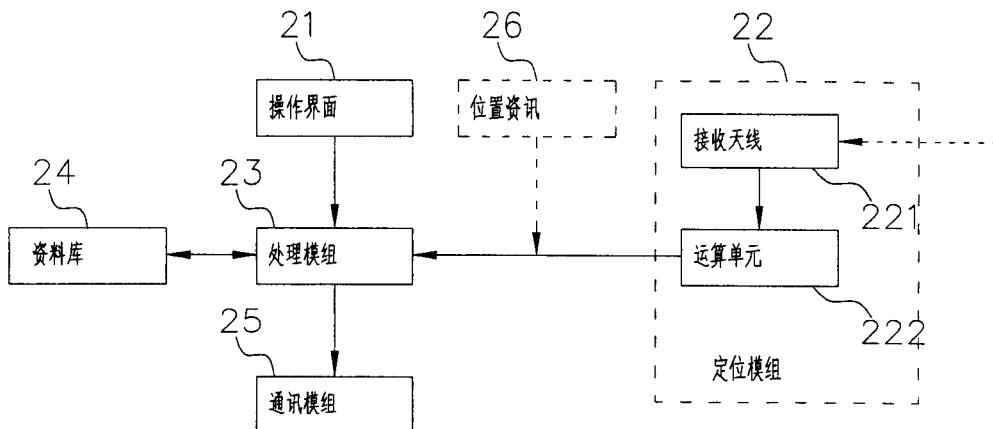 21
26
22
操作界面
位置资讯
接收天线
24
23
221
资料库
处理模组
运算单元
25
222
定位模组
通讯模组